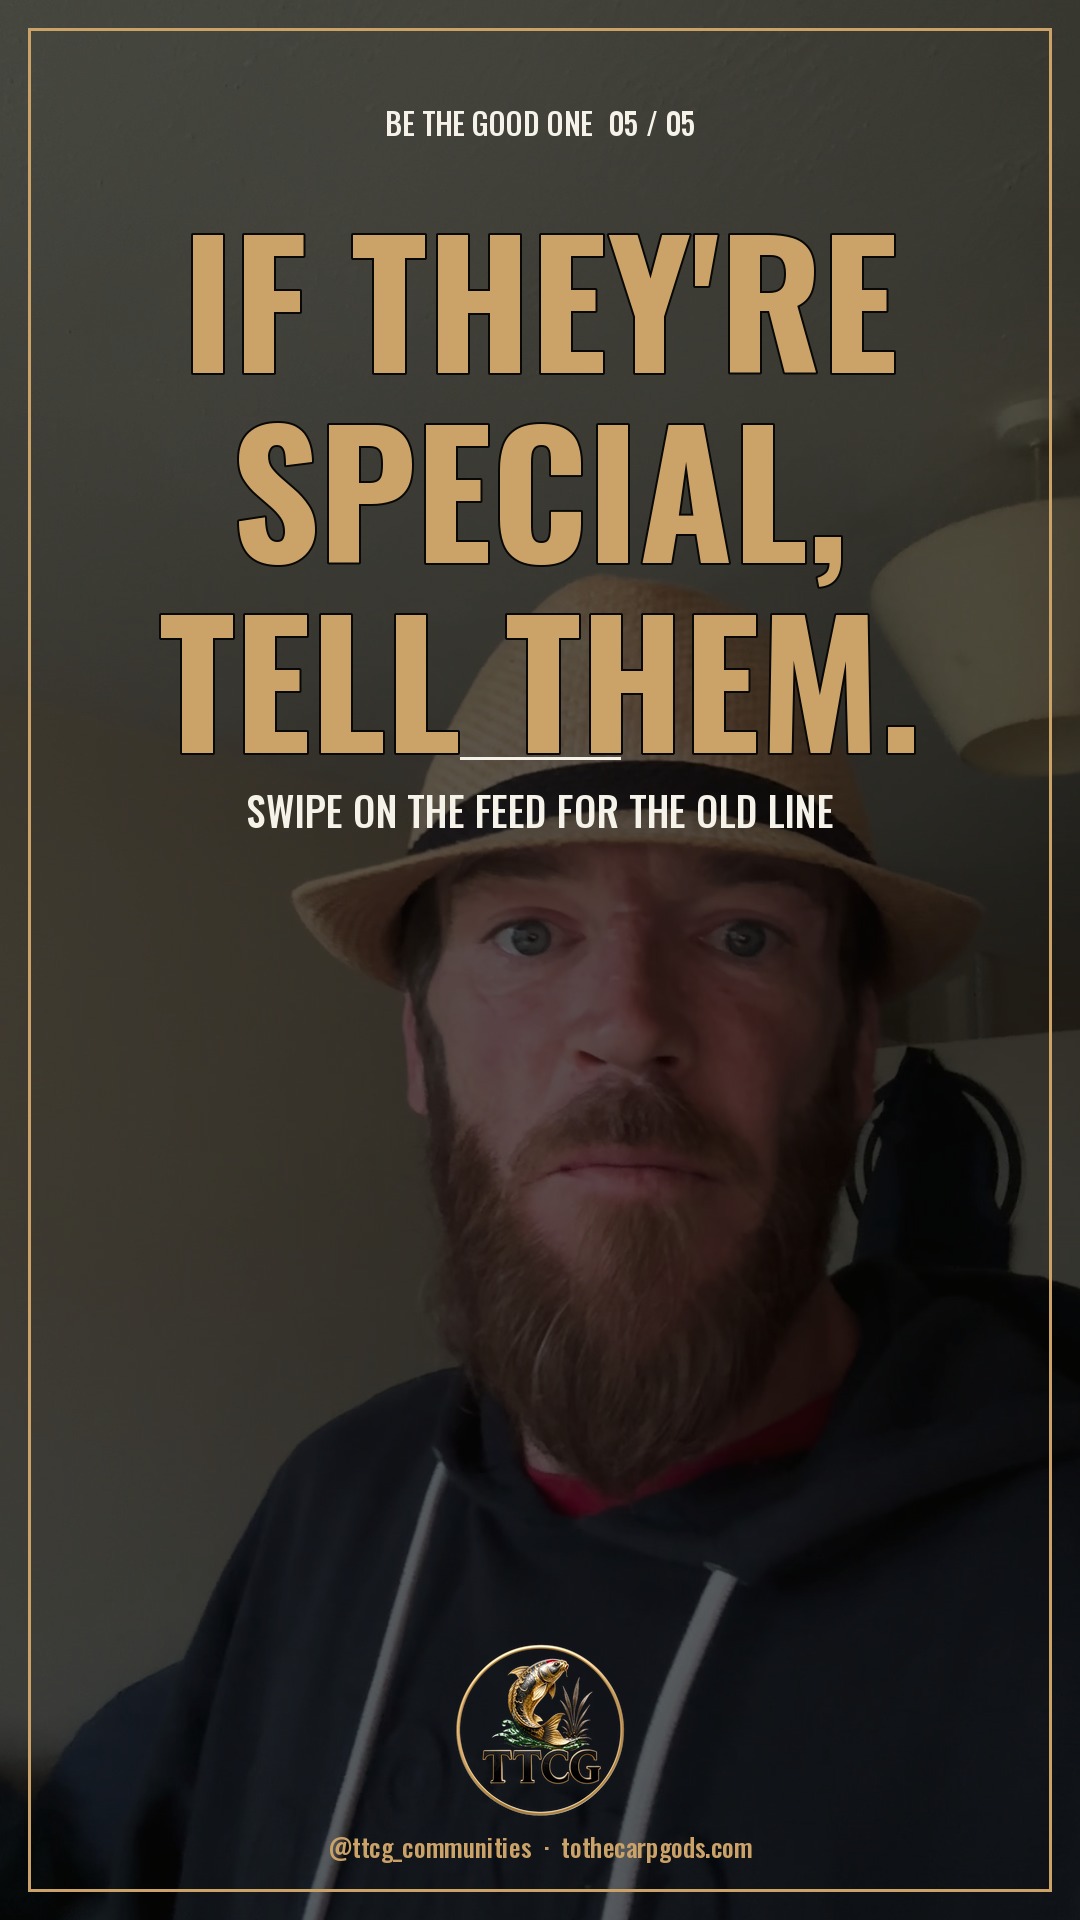 BE THE GOOD ONE 05 / 05
IF THEY'RE
SPECIAL,
TELL THEM.
SWIPE ON THE FEED FOR THE OLD LINE
TTCG
@ttcg_communities · tothecarpgods.com